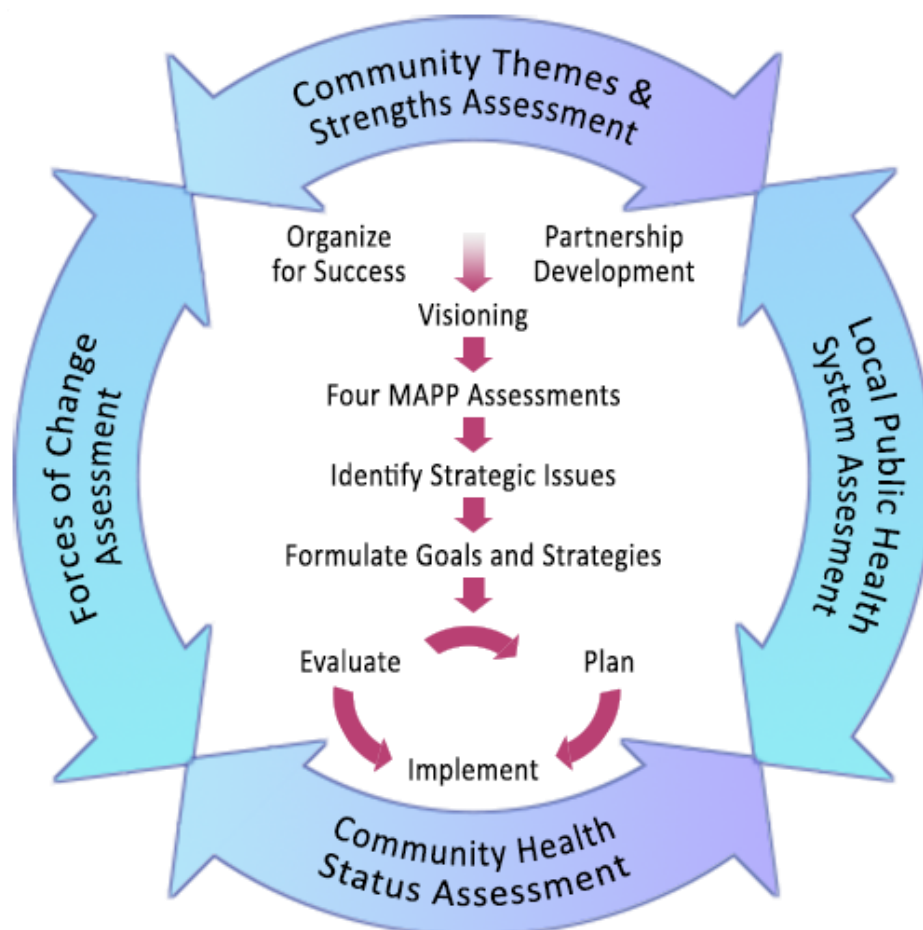 Community Themes &
Strengths Assessment
Organize
for Success
Partnership
Development
Visioning
Four MAPP Assessments
Identify Strategic Issues
Formulate Goals and Strategies
Evaluate
Plan
Implement
Forces of Change
Assessment
Local Public Health
System Assessment
Community Health
Status Assessment